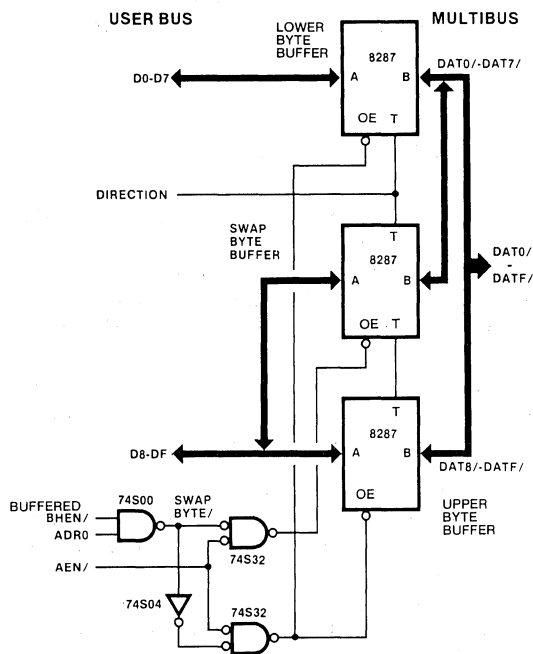 USER BUS
MULTIBUS
LOWER
BYTE
BUFFER
8287
A
B
OE
T
D0-D7
DAT0/-DAT7/
DIRECTION
SWAP
BYTE
BUFFER
T
8287
A
B
OE
DAT0/
-
DATF/
T
8287
A
B
OE
D8-DF
DAT8/-DATF/
UPPER
BYTE
BUFFER
BUFFERED
BHEN/
ADR0
74S00
SWAP
BYTE/
74S32
AEN/
74S04
74S32